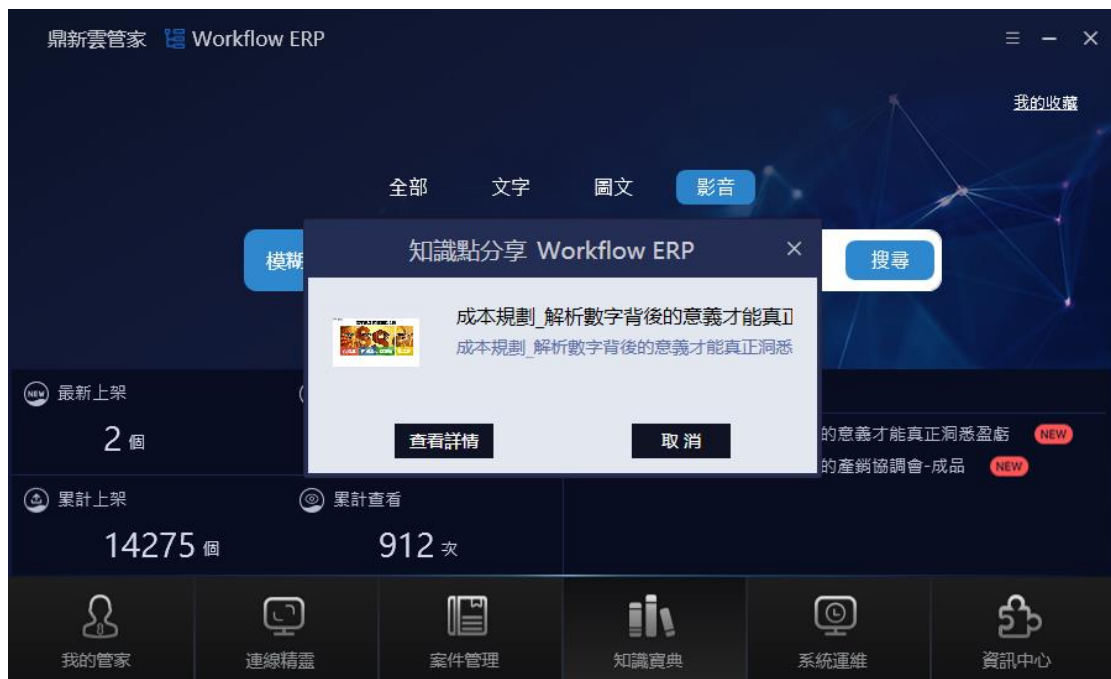 鼎新雲管家 Workflow ERP
我的收藏
全部 文字 圖文 影音
模糊 搜尋
知識點分享 Workflow ERP
成本規劃_解析數字背後的意義才能真正
成本規劃_解析數字背後的意義才能真正洞悉
查看詳情 取消
NEW 最新上架
2 個
的意義才能真正洞悉盈虧 NEW
的產銷協調會-成品 NEW
累計上架 累計查看
14275 個 912 次
我的管家 連線精靈 案件管理 知識寶典 系統運維 資訊中心